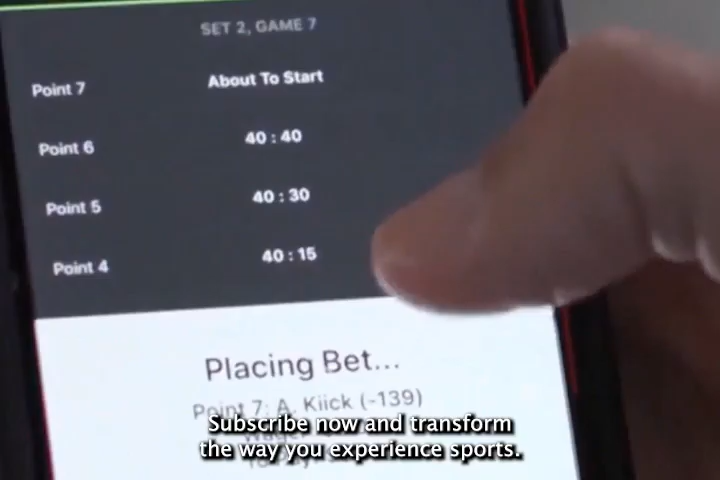 SET 2, GAME 7
Point 7 About To Start
Point 6 40 : 40
Point 5 40 : 30
Point 4 40 : 15
Placing Bet...
Point 7: A. Kiick (-139)
Subscribe now and transform
the way you experience sports.